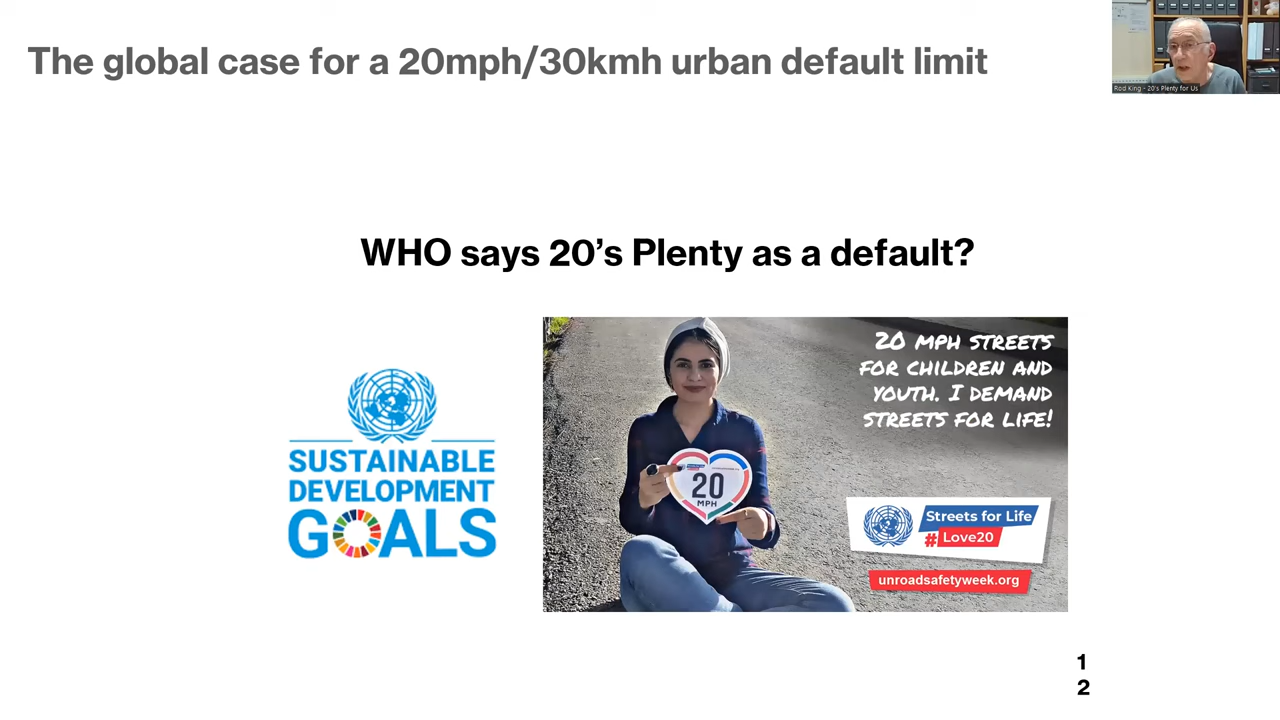 The global case for a 20mph/30kmh urban default limit
Rod King - 20's Plenty for Us
WHO says 20’s Plenty as a default?
20 MPH STREETS
FOR CHILDREN AND
YOUTH. I DEMAND
STREETS FOR LIFE!
20
MPH
SUSTAINABLE
DEVELOPMENT
GOALS
Streets for Life
#Love20
unroadsafetyweek.org
1
2